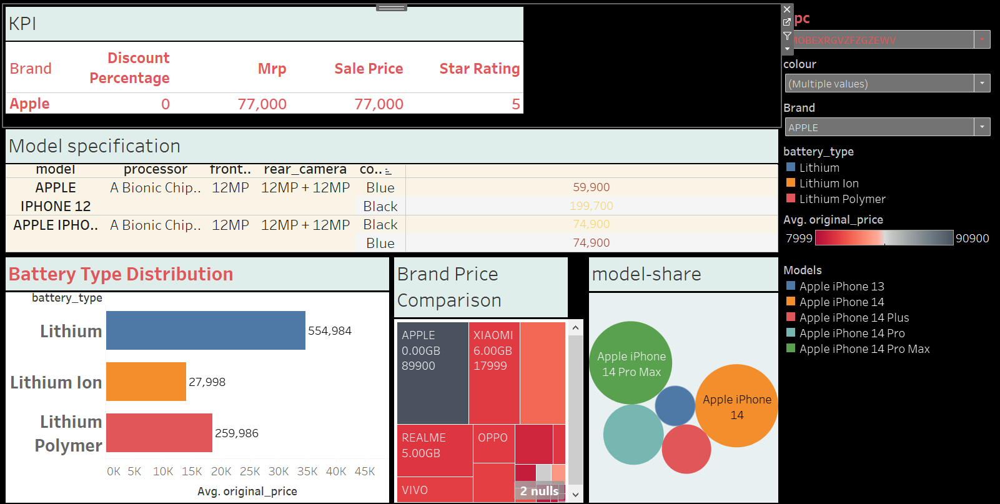 KPI
Brand Discount Percentage Mrp Sale Price Star Rating
Apple 0 77,000 77,000 5
Model specification
model processor front.. rear_camera co..
APPLE A Bionic Chip.. 12MP 12MP + 12MP Blue 59,900
IPHONE 12 Black 199,700
APPLE IPHO.. A Bionic Chip.. 12MP 12MP + 12MP Black 74,900
Blue 74,900
Battery Type Distribution
battery_type
Lithium 554,984
Lithium Ion 27,998
Lithium
Polymer 259,986
0K 5K 10K 15K 20K 25K 30K 35K 40K 45K
Avg. original_price
Brand Price
Comparison
APPLE
0.00GB
89900
XIAOMI
6.00GB
17999
REALME
5.00GB
OPPO
VIVO
2 nulls
model-share
Apple iPhone
14 Pro Max
Apple iPhone
14
pc
colour
(Multiple values)
Brand
APPLE
battery_type
Lithium
Lithium Ion
Lithium Polymer
Avg. original_price
7999 90900
Models
Apple iPhone 13
Apple iPhone 14
Apple iPhone 14 Plus
Apple iPhone 14 Pro
Apple iPhone 14 Pro Max